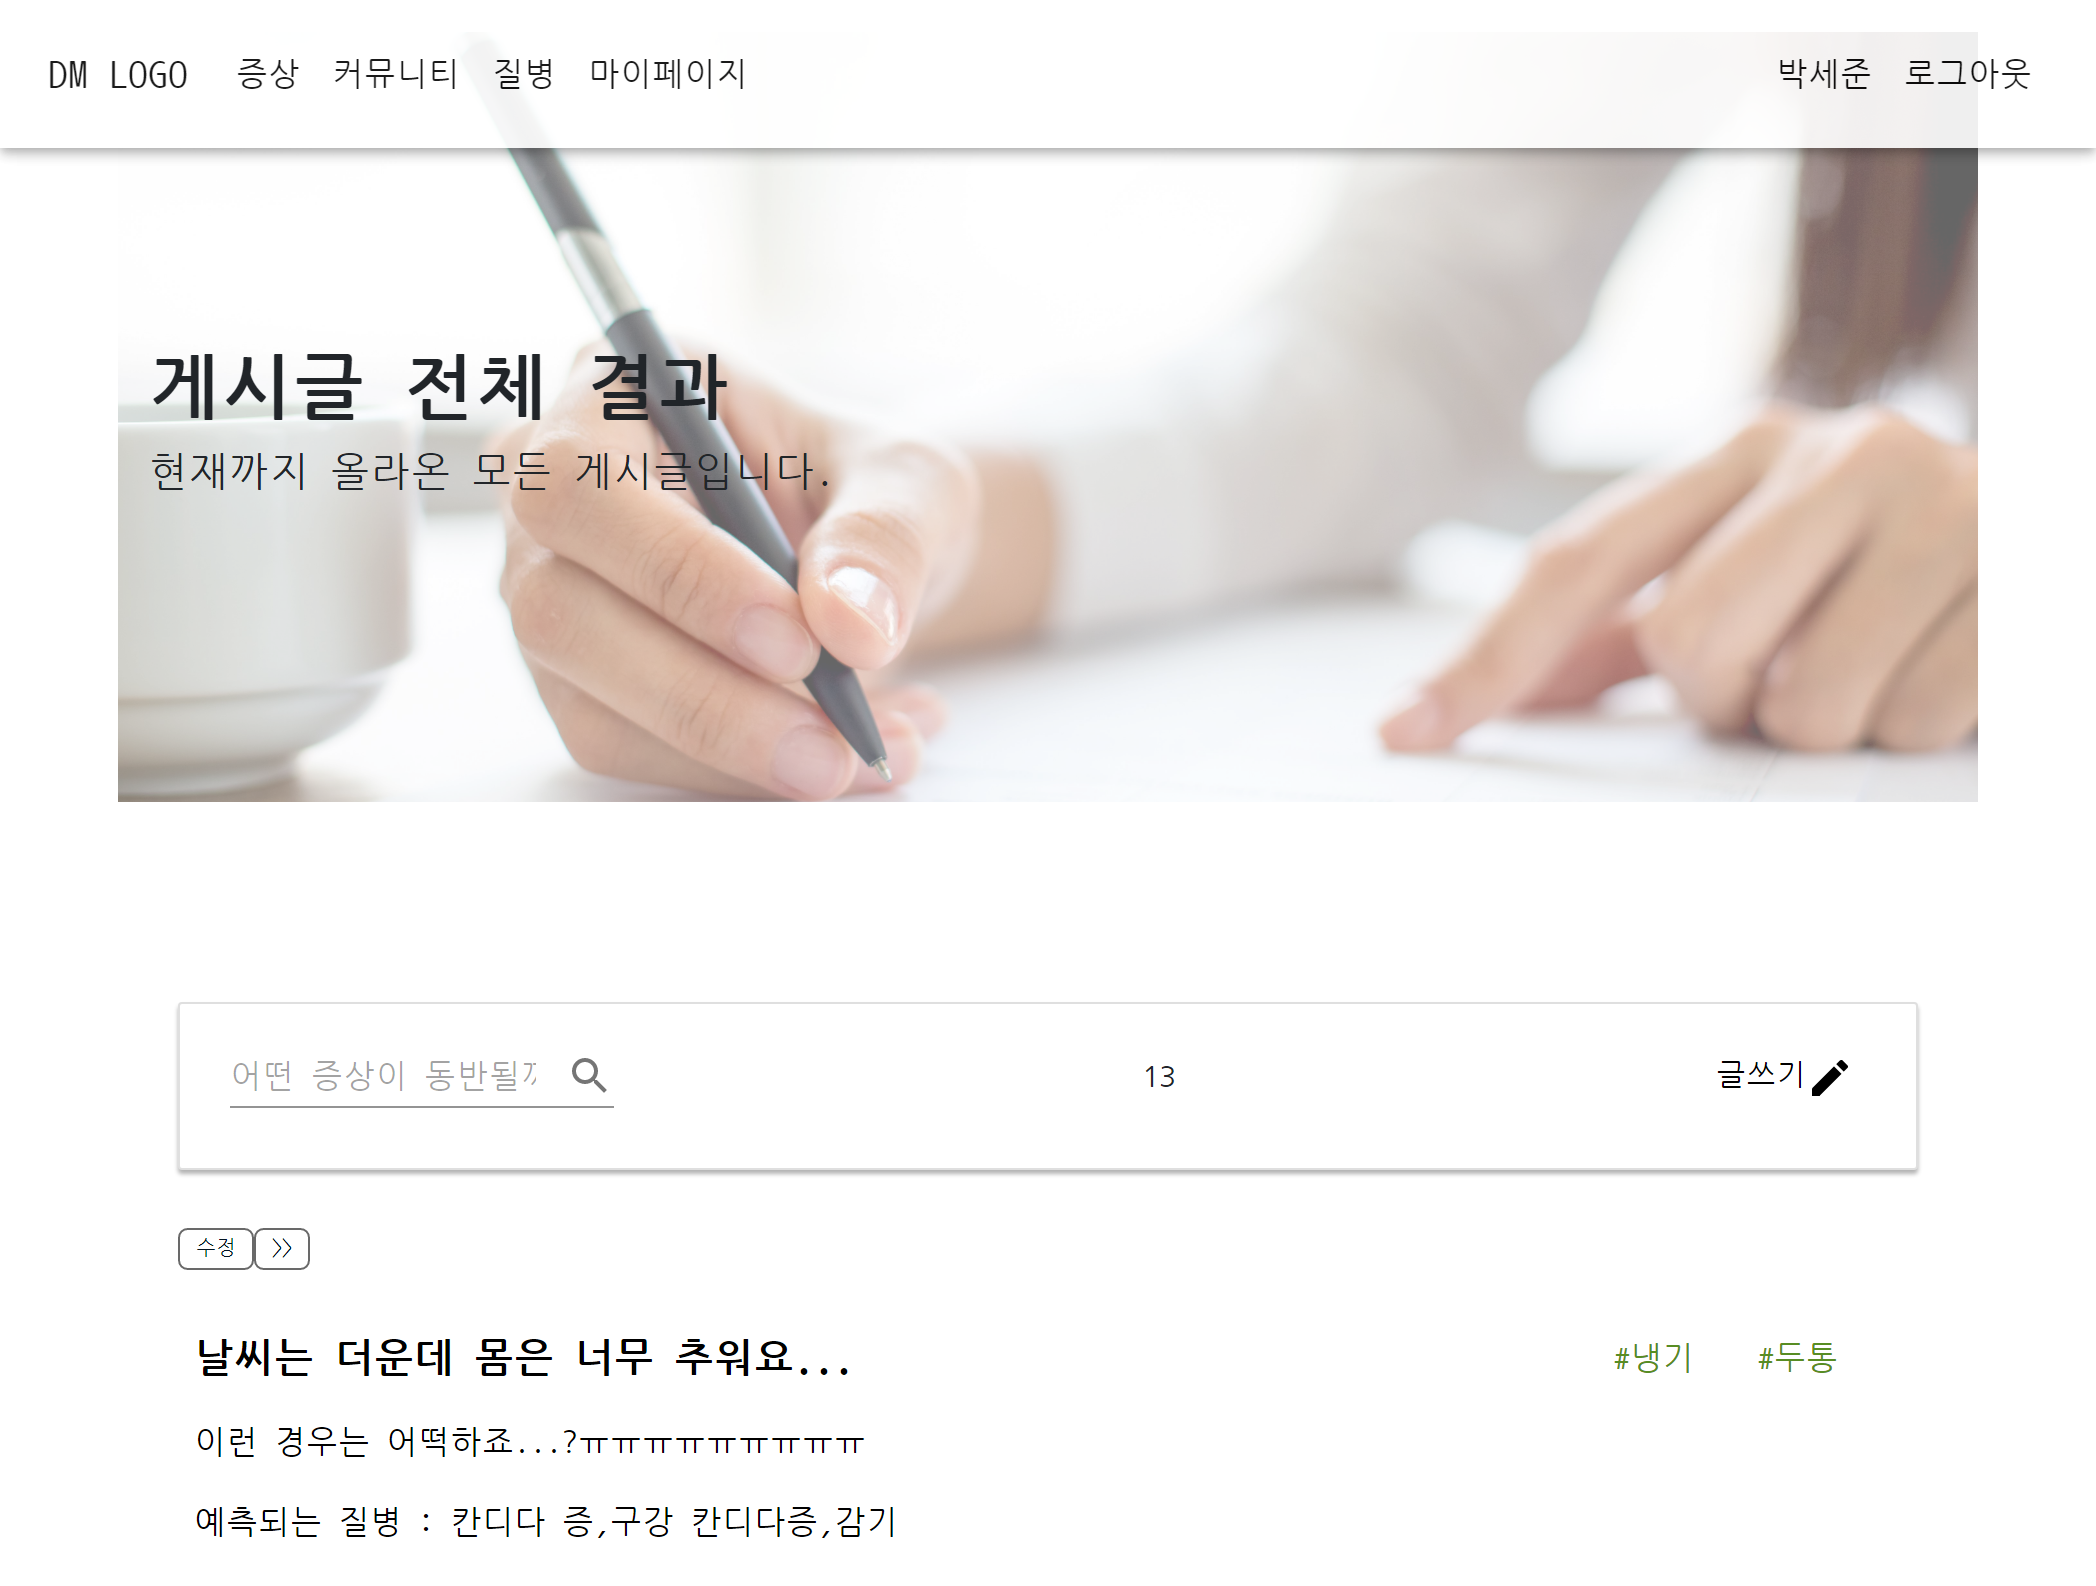 DM LOGO 증상 커뮤니티 질병 마이페이지 박세준 로그아웃
게시글 전체 결과
현재까지 올라온 모든 게시글입니다.
어떤 증상이 동반될 13 글쓰기
수정 >>
날씨는 더운데 몸은 너무 추워요... #냉기 #두통
이런 경우는 어떡하죠...?ㅠㅠㅠㅠㅠㅠㅠㅠㅠ
예측되는 질병 : 칸디다 증,구강 칸디다증,감기